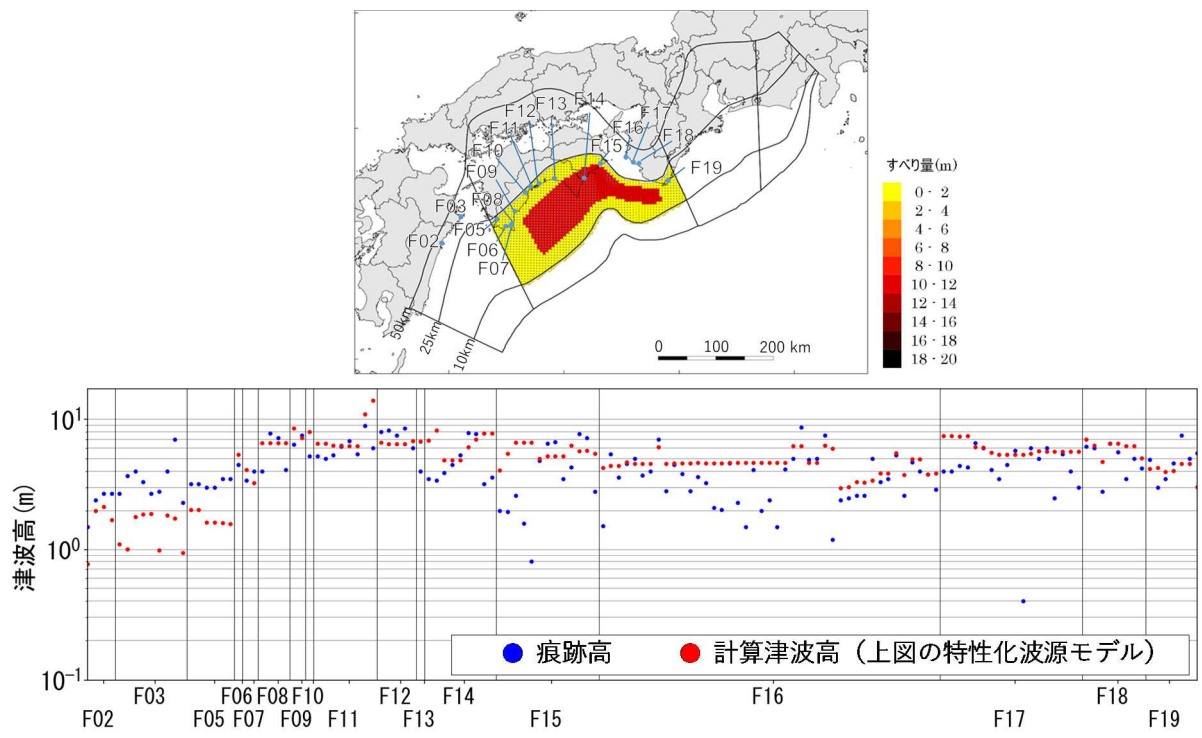 F14
F13
F12
F11
F10
F09
F08
F03
F02
F05
F06
F07
F17
F16
F18
F15
F19
50km
25km
10km
0 100 200 km
すべり量(m)
0 - 2
2 - 4
4 - 6
6 - 8
8 - 10
10 - 12
12 - 14
14 - 16
16 - 18
18 - 20
津波高(m)
10¹
10⁰
10⁻¹
痕跡高
計算津波高(上図の特性化波源モデル)
F03 F06 F08 F10 F12 F14 F16 F18
F02 F05 F07 F09 F11 F13 F15 F17 F19